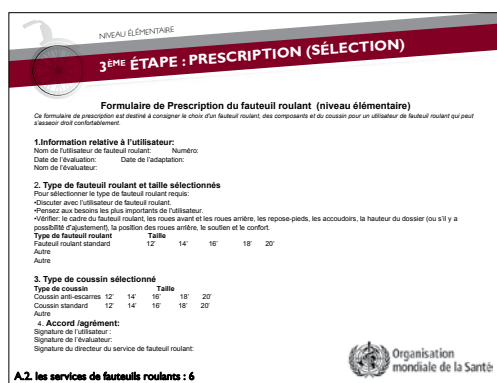 NIVEAU ÉLÉMENTAIRE
3ÈME ÉTAPE : PRESCRIPTION (SÉLECTION)
Formulaire de Prescription du fauteuil roulant (niveau élémentaire)
Ce formulaire de prescription est destiné à consigner le choix d'un fauteuil roulant, des composants et du coussin pour un utilisateur de fauteuil roulant qui peut
s'asseoir droit confortablement.
1.Information relative à l'utilisateur:
Nom de l'utilisateur de fauteuil roulant: Numéro:
Date de l'évaluation: Date de l'adaptation:
Nom de l'évaluateur:
2. Type de fauteuil roulant et taille sélectionnés
Pour sélectionner le type de fauteuil roulant requis:
•Discuter avec l'utilisateur de fauteuil roulant.
•Pensez aux besoins les plus importants de l'utilisateur.
•Vérifier: le cadre du fauteuil roulant, les roues avant et les roues arrière, les repose-pieds, les accoudoirs, la hauteur du dossier (ou s'il y a
possibilité d'ajustement), la position des roues arrière, le soutien et le confort.
Type de fauteuil roulant Taille
Fauteuil roulant standard 12' 14' 16' 18' 20'
Autre
Autre
3. Type de coussin sélectionné
Type de coussin Taille
Coussin anti-escarres 12' 14' 16' 18' 20'
Coussin standard 12' 14' 16' 18' 20'
Autre
4. Accord /agrément:
Signature de l'utilisateur :
Signature de l'évaluateur:
Signature du directeur du service de fauteuil roulant:
Organisation
mondiale de la Santé
A.2. les services de fauteuils roulants : 6